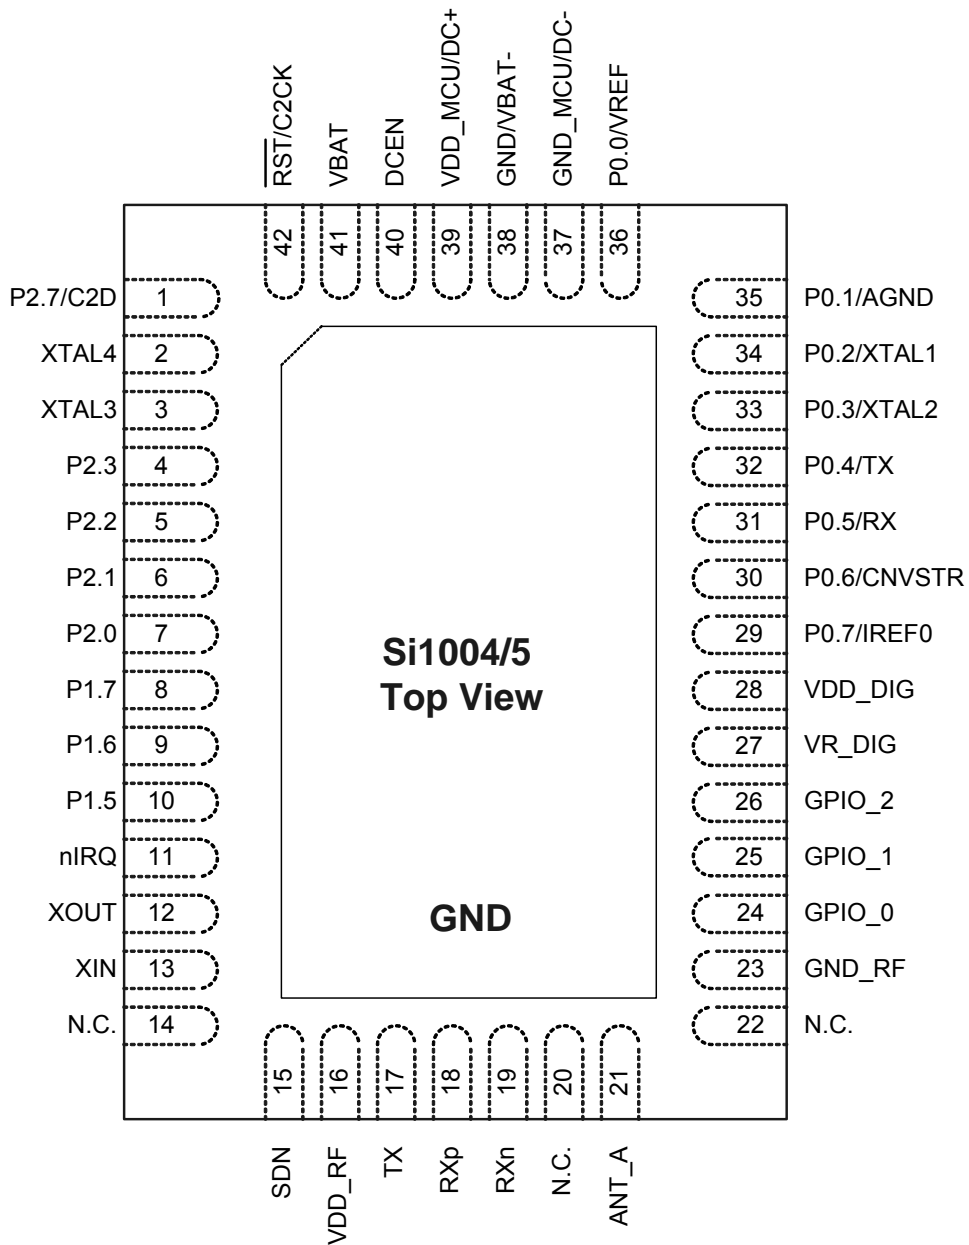 R̅S̅T̅/C2CK
VBAT
DCEN
VDD_MCU/DC+
GND/VBAT-
GND_MCU/DC-
P0.0/VREF
42
41
40
39
38
37
36
P2.7/C2D 1
XTAL4 2
XTAL3 3
P2.3 4
P2.2 5
P2.1 6
P2.0 7
P1.7 8
P1.6 9
P1.5 10
nIRQ 11
XOUT 12
XIN 13
N.C. 14
35 P0.1/AGND
34 P0.2/XTAL1
33 P0.3/XTAL2
32 P0.4/TX
31 P0.5/RX
30 P0.6/CNVSTR
29 P0.7/IREF0
28 VDD_DIG
27 VR_DIG
26 GPIO_2
25 GPIO_1
24 GPIO_0
23 GND_RF
22 N.C.
Si1004/5
Top View
GND
15
16
17
18
19
20
21
SDN
VDD_RF
TX
RXp
RXn
N.C.
ANT_A